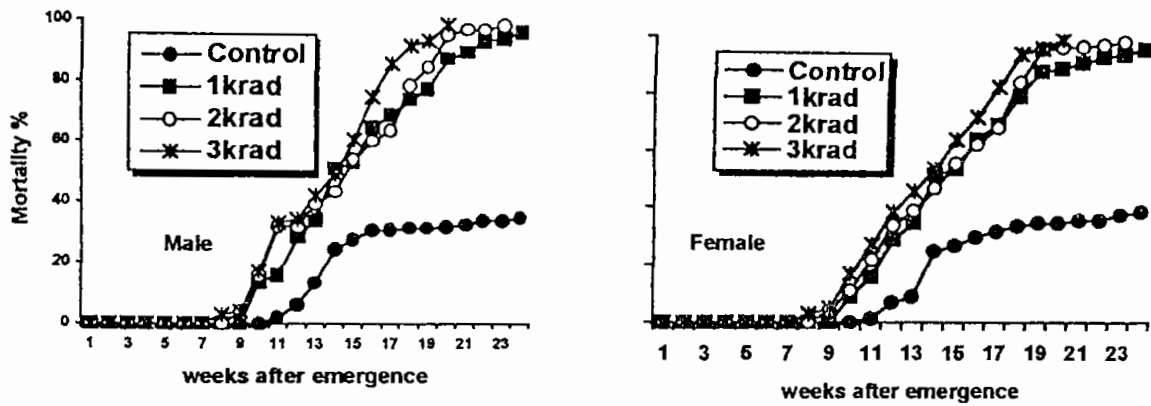 100
80
60
40
20
0
Mortality %
Control
1krad
2krad
3krad
Male
1 3 5 7 9 11 13 15 17 19 21 23
weeks after emergence
Control
1krad
2krad
3krad
Female
1 3 5 7 9 11 13 15 17 19 21 23
weeks after emergence